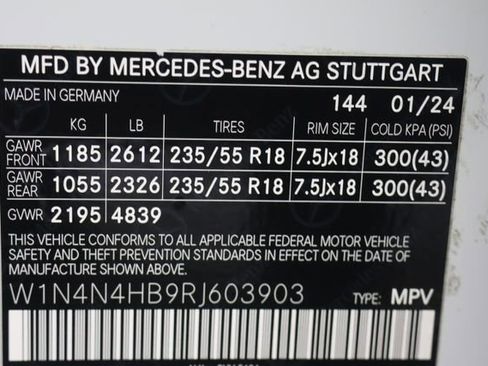 MFD BY MERCEDES-BENZ AG STUTTGART
MADE IN GERMANY 144 01/24
KG LB TIRES RIM SIZE COLD KPA (PSI)
GAWR FRONT 1185 2612 235/55 R18 7.5Jx18 300(43)
GAWR REAR 1055 2326 235/55 R18 7.5Jx18 300(43)
GVWR 2195 4839
THIS VEHICLE CONFORMS TO ALL APPLICABLE FEDERAL MOTOR VEHICLE
SAFETY AND THEFT PREVENTION STANDARDS IN EFFECT ON THE DATE OF
MANUFACTURE SHOWN ABOVE.
W1N4N4HB9RJ603903 TYPE: MPV